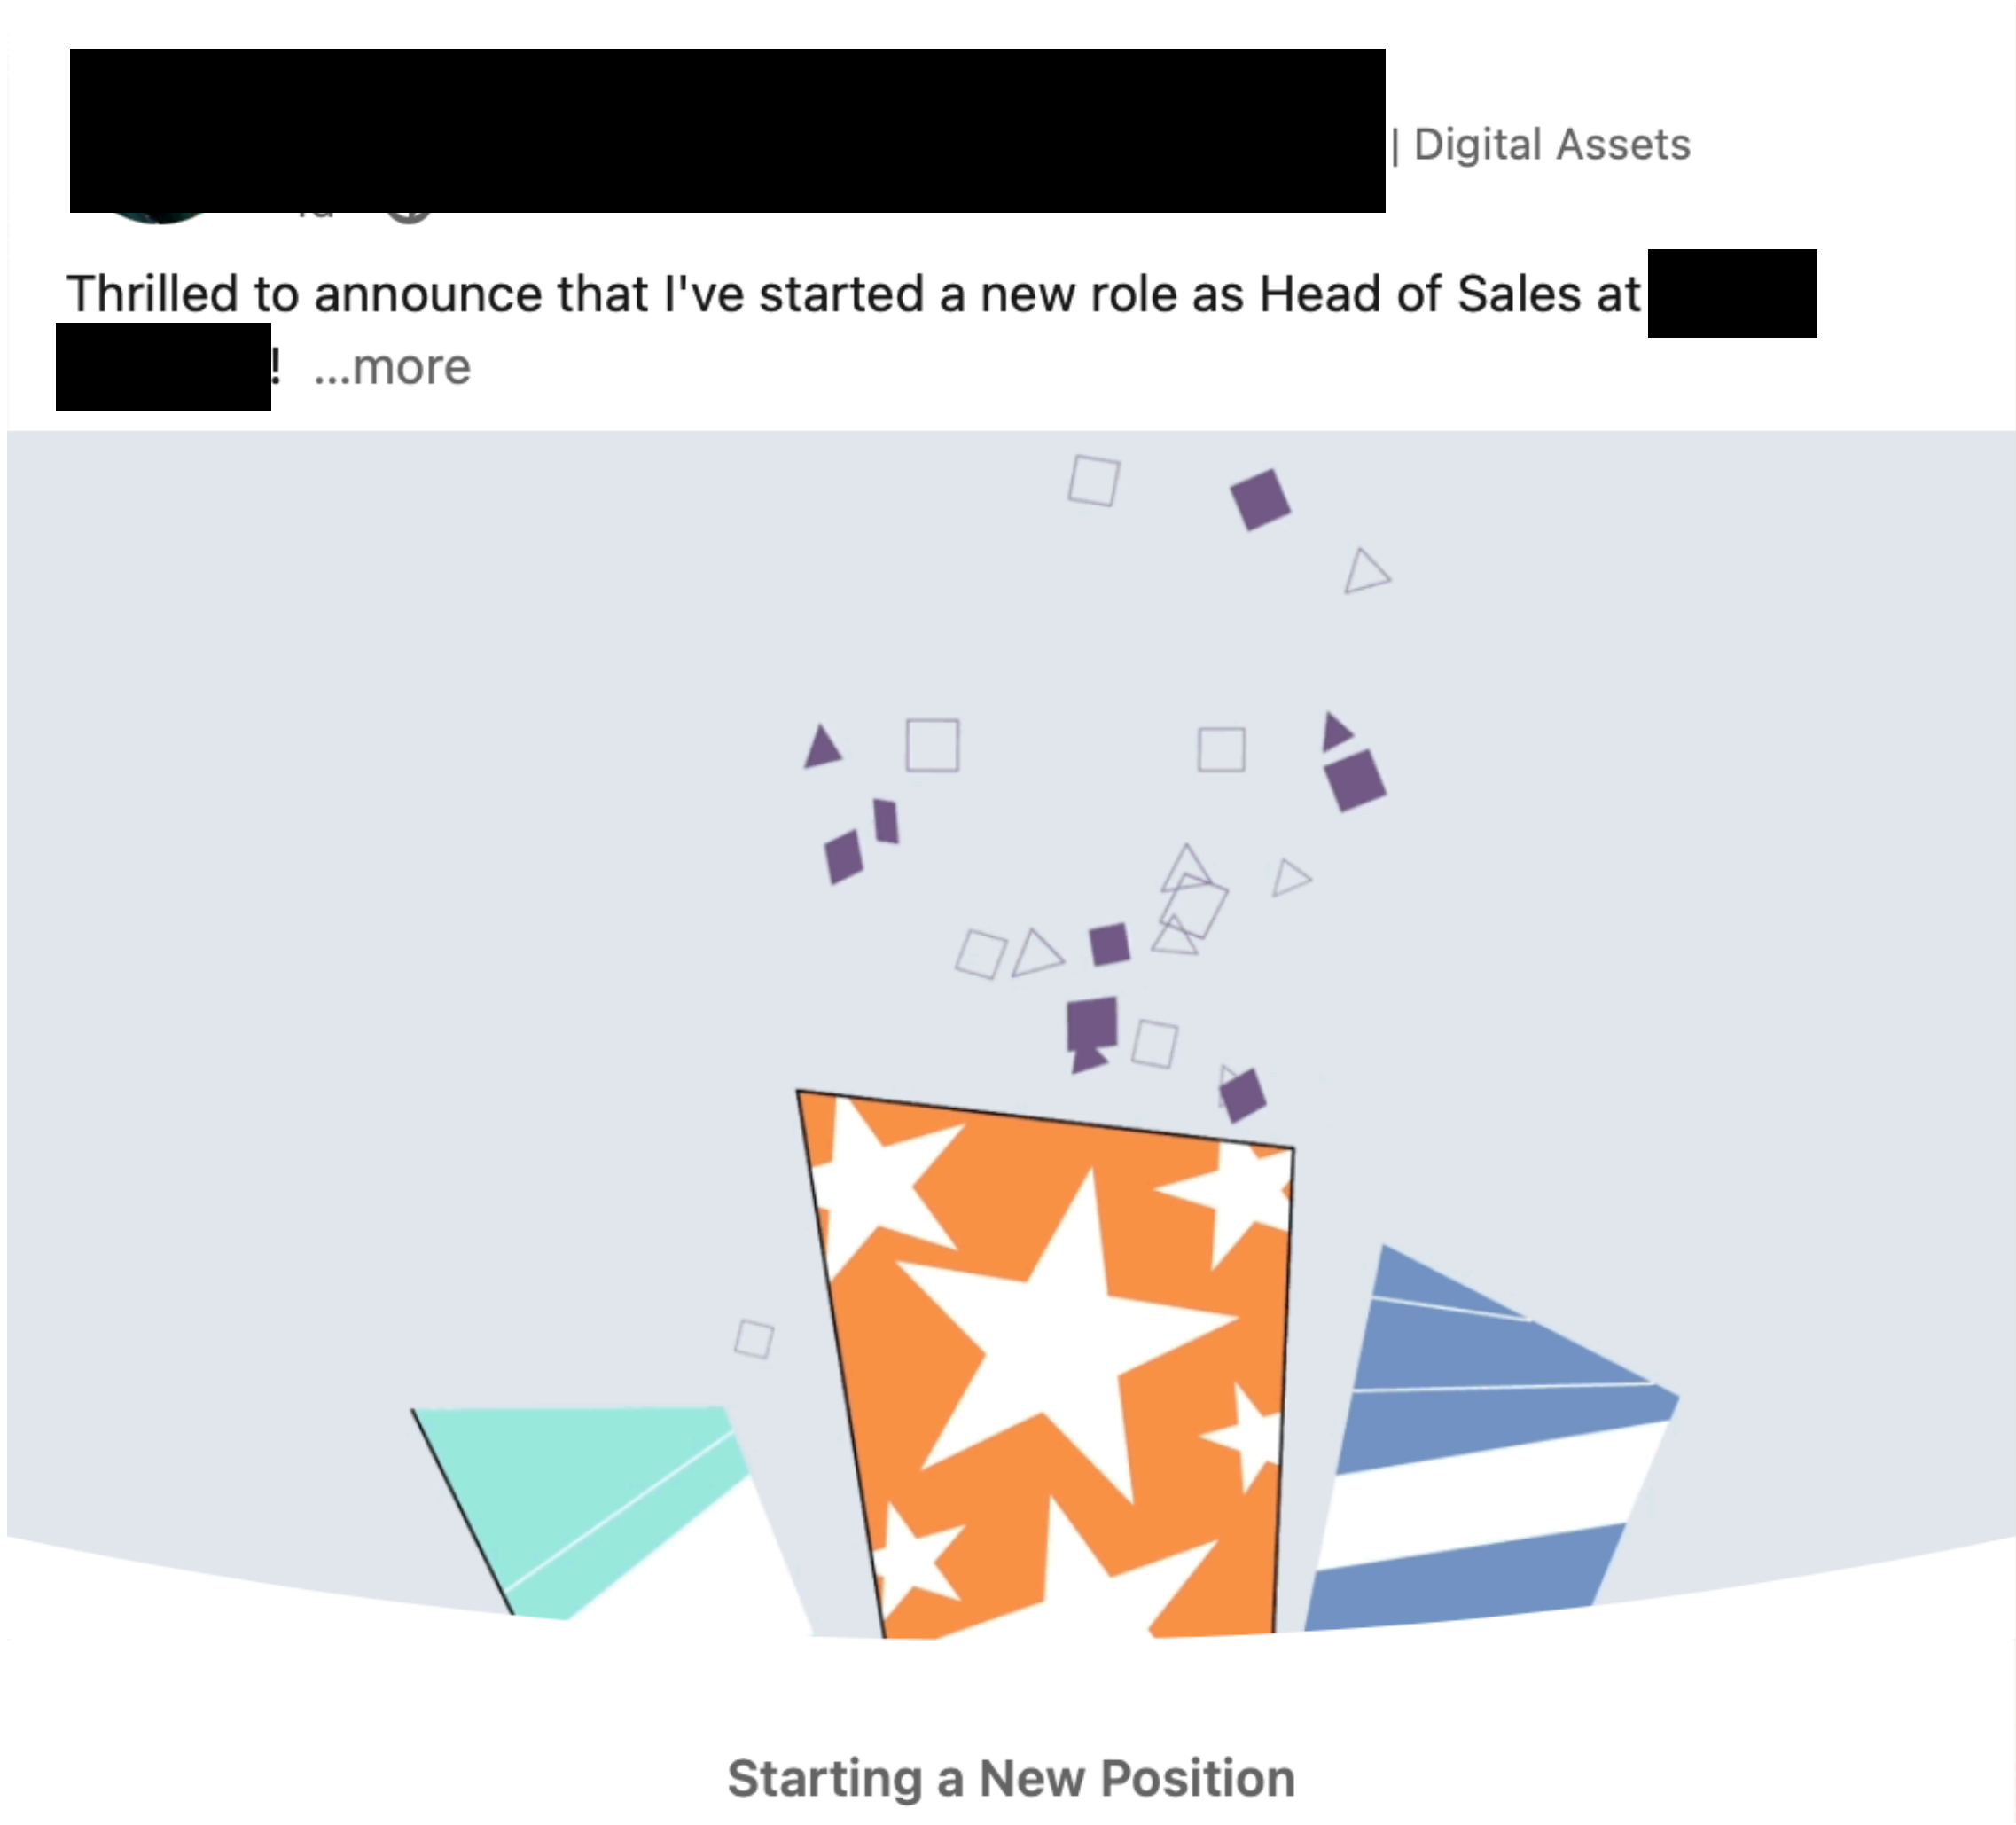 | Digital Assets
Thrilled to announce that I've started a new role as Head of Sales at
! ...more
Starting a New Position